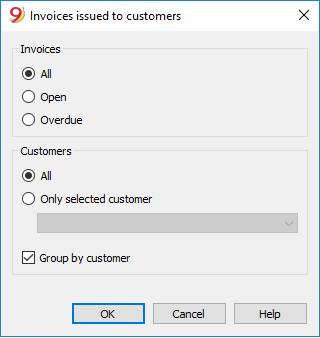 Invoices issued to customers
Invoices
All
Open
Overdue
Customers
All
Only selected customer
Group by customer
OK
Cancel
Help